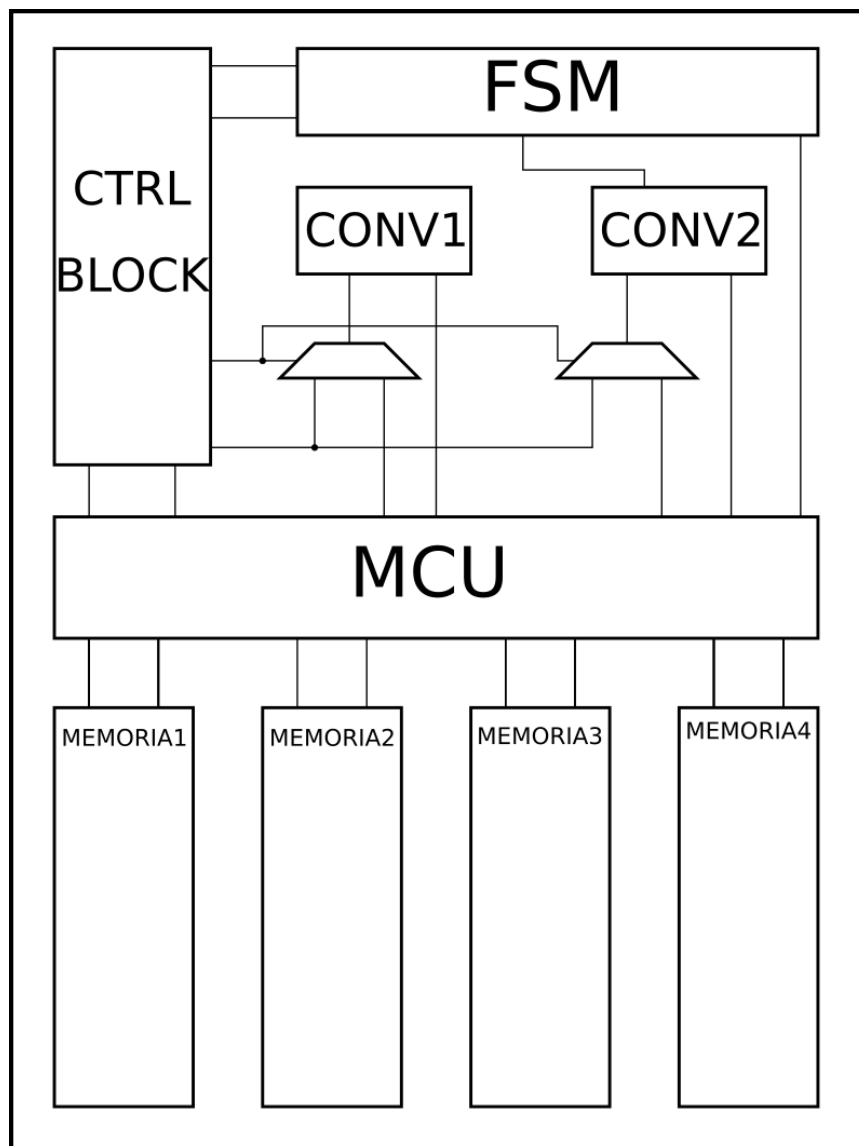 FSM
CTRL
BLOCK
CONV1
CONV2
MCU
MEMORIA1
MEMORIA2
MEMORIA3
MEMORIA4